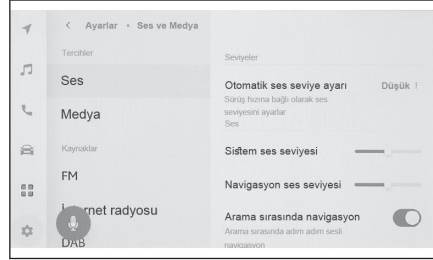 < Ayarlar • Ses ve Medya
Tercihler
Ses
Medya
Kaynaklar
FM
radyosu
DAB
Seviyeler
Otomatik ses seviye ayarı Düşük
Sürüş hızına bağlı olarak ses
seviyesini ayarlar
Ses
Sistem ses seviyesi
Navigasyon ses seviyesi
Arama sırasında navigasyon
Arama sırasında adım adım sesli
navigasyon